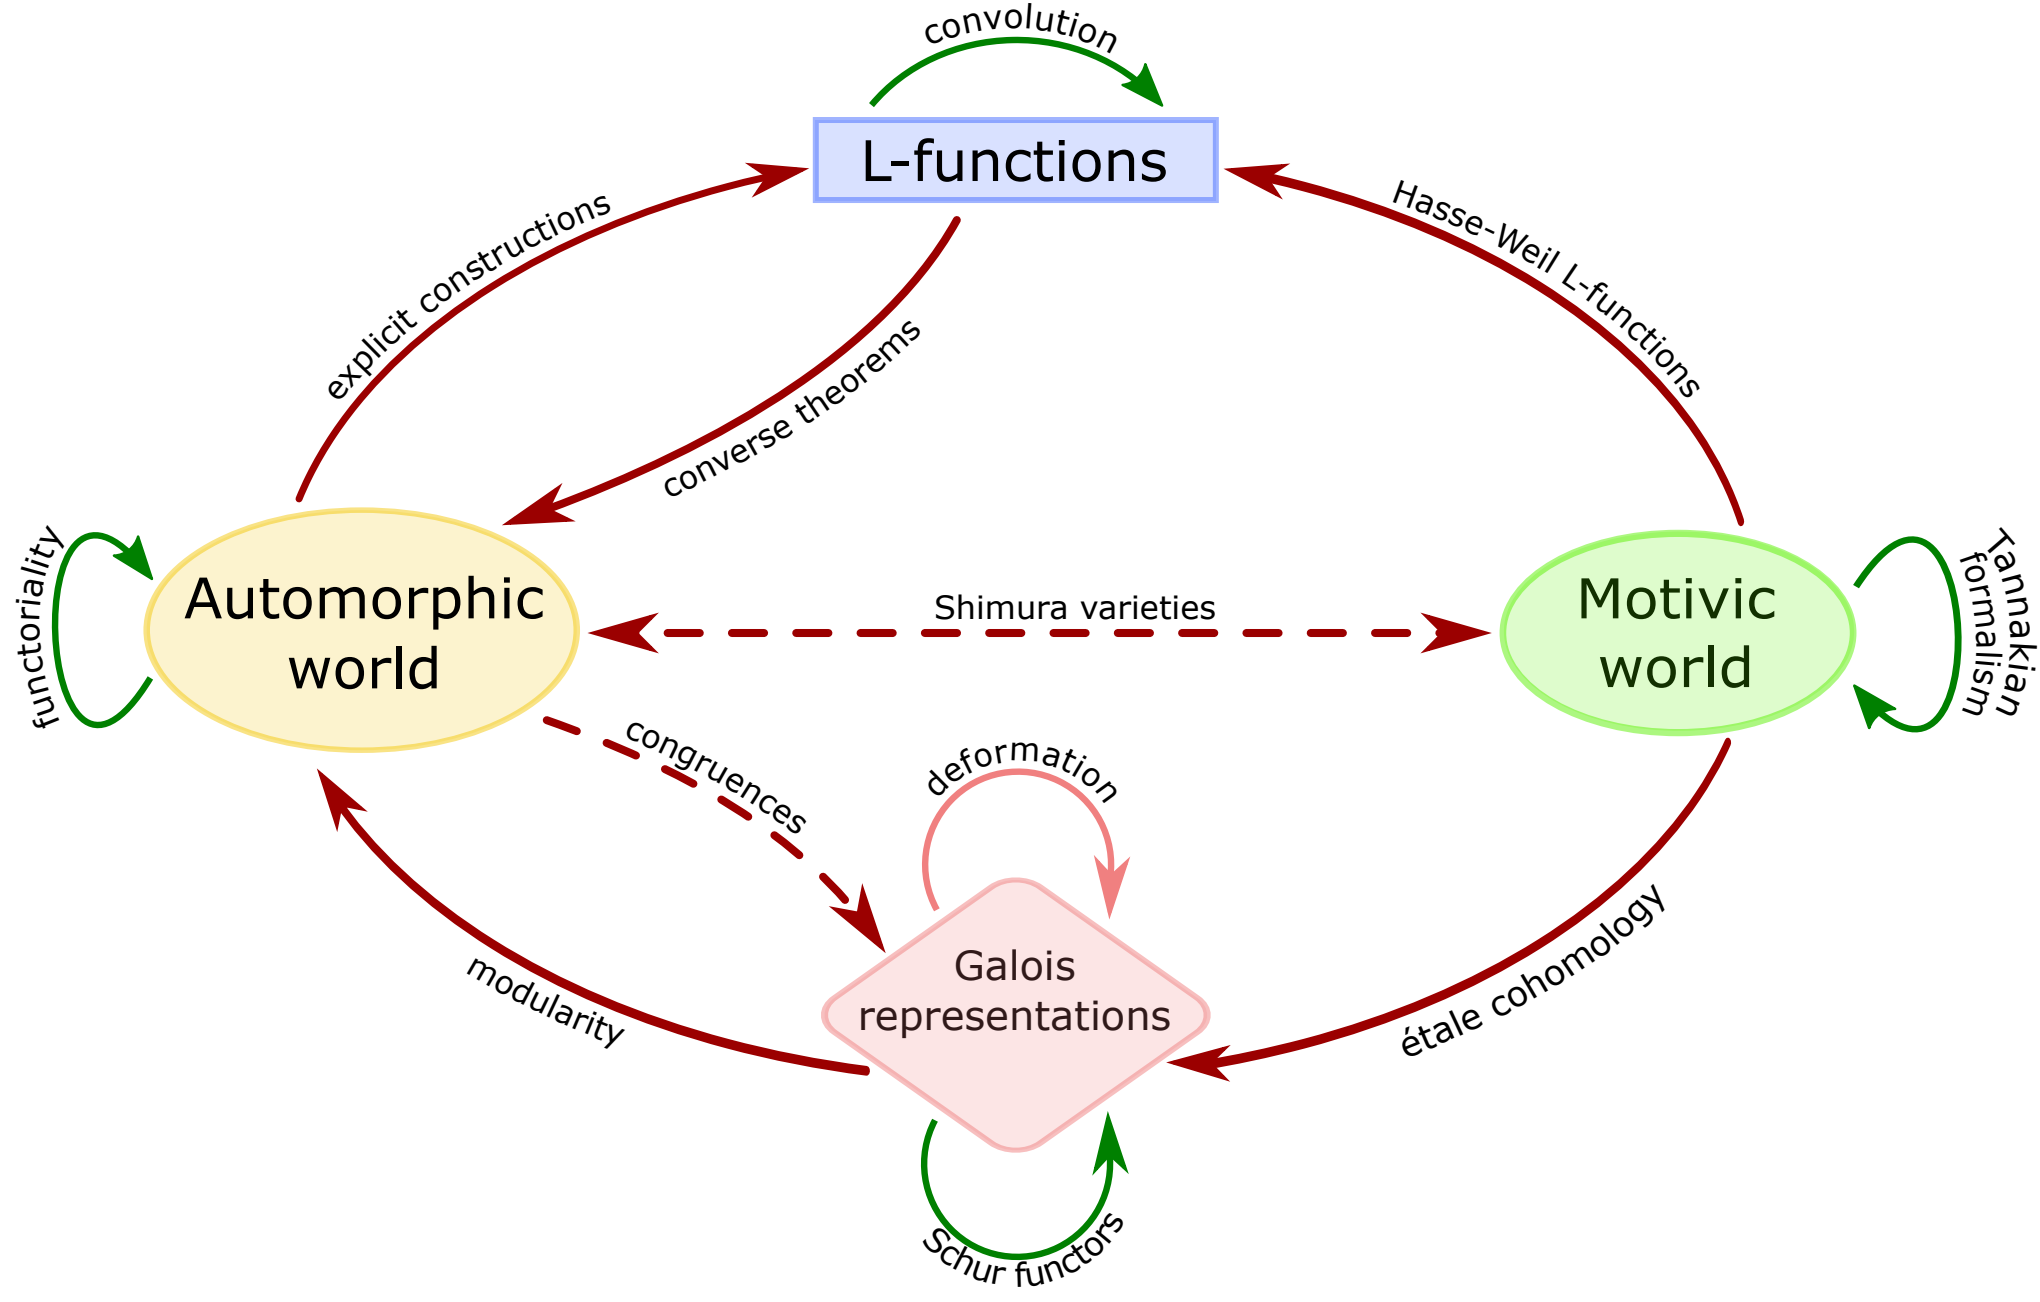 convolution
L-functions
explicit constructions
Hasse-Weil L-functions
converse theorems
functoriality
Automorphic
world
Shimura varieties
Motivic
world
Tannakian
formalism
congruences
deformation
Galois
representations
modularity
étale cohomology
Schur functors